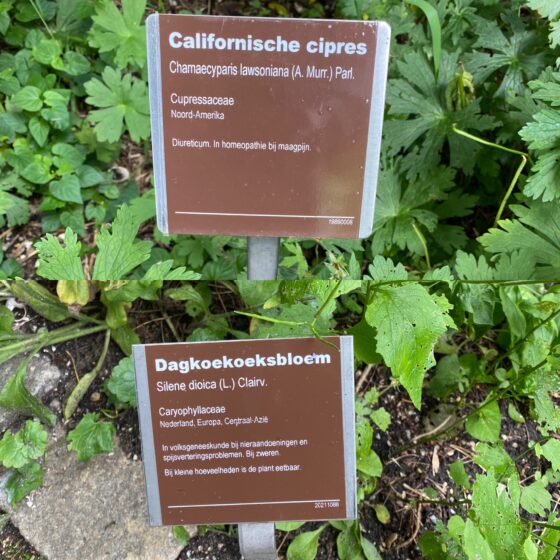 Californische cipres
Chamaecyparis lawsoniana (A. Murr.) Parl.
Cupressaceae
Noord-Amerika
Diureticum. In homeopathie bij maagpijn.
19890006
Dagkoekoeksbloem
Silene dioica (L.) Clairv.
Caryophyllaceae
Nederland, Europa, Centraal-Azië
In volksgeneeskunde bij nieraandoeningen en
spijsverteringsproblemen. Bij zweren.
Bij kleine hoeveelheden is de plant eetbaar.
20211086